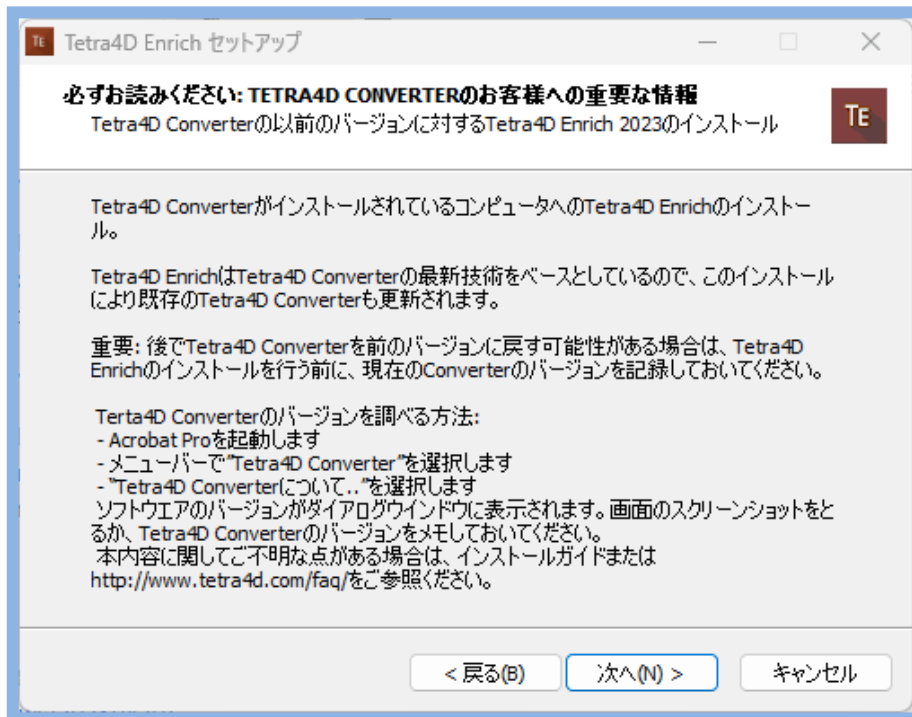 TE Tetra4D Enrich セットアップ
必ずお読みください: TETRA4D CONVERTERのお客様への重要な情報
Tetra4D Converterの以前のバージョンに対するTetra4D Enrich 2023のインストール
TE
Tetra4D ConverterがインストールされているコンピュータへのTetra4D Enrichのインストー
ル。
Tetra4D EnrichはTetra4D Converterの最新技術をベースとしているので、このインストール
により既存のTetra4D Converterも更新されます。
重要: 後でTetra4D Converterを前のバージョンに戻す可能性がある場合は、Tetra4D
Enrichのインストールを行う前に、現在のConverterのバージョンを記録しておいてください。
Terta4D Converterのバージョンを調べる方法:
- Acrobat Proを起動します
- メニューバーで"Tetra4D Converter"を選択します
- "Tetra4D Converterについて.."を選択します
ソフトウエアのバージョンがダイアログウインドウに表示されます。画面のスクリーンショットをと
るか、Tetra4D Converterのバージョンをメモしておいてください。
本内容に関してご不明な点がある場合は、インストールガイドまたは
http://www.tetra4d.com/faq/をご参照ください。
< 戻る(B) 次へ(N) > キャンセル